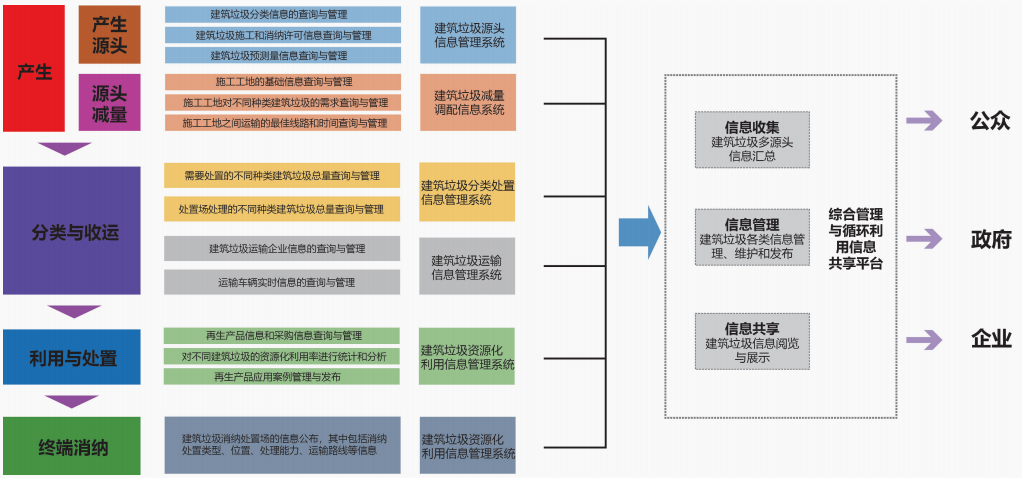 产生
产生
源头
建筑垃圾分类信息的查询与管理
建筑垃圾施工和消纳许可信息查询与管理
建筑垃圾预测量信息查询与管理
建筑垃圾源头
信息管理系统
源头
减量
施工工地的基础信息查询与管理
施工工地对不同种类建筑垃圾的需求查询与管理
施工工地之间运输的最佳线路和时间查询与管理
建筑垃圾减量
调配信息系统
分类与收运
需要处置的不同种类建筑垃圾总量查询与管理
处置场处理的不同种类建筑垃圾总量查询与管理
建筑垃圾分类处置
信息管理系统
建筑垃圾运输企业信息的查询与管理
运输车辆实时信息的查询与管理
建筑垃圾运输
信息管理系统
利用与处置
再生产品信息和采购信息查询与管理
对不同建筑垃圾的资源化利用率进行统计和分析
再生产品应用案例管理与发布
建筑垃圾资源化
利用信息管理系统
终端消纳
建筑垃圾消纳处置场的信息公布，其中包括消纳
处置类型、位置、处理能力、运输路线等信息
建筑垃圾资源化
利用信息管理系统
信息收集
建筑垃圾多源头
信息汇总
信息管理
建筑垃圾各类信息管
理、维护和发布
信息共享
建筑垃圾信息阅览
与展示
综合管理
与循环利
用信息
共享平台
公众
政府
企业